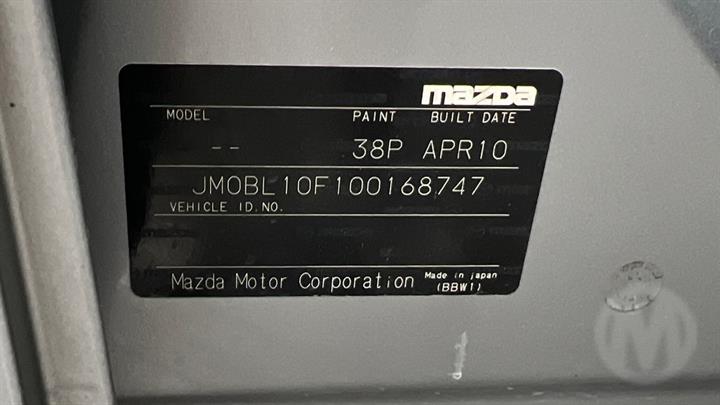 mazda
MODEL PAINT BUILT DATE
-- 38P APR10
JM0BL10F100168747
VEHICLE ID.NO.
Mazda Motor Corporation Made in Japan
(BBW1)
M